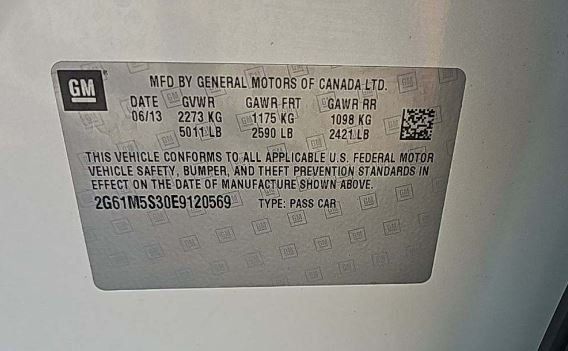 GM
MFD BY GENERAL MOTORS OF CANADA LTD.
DATE GVWR GAWR FRT GAWR RR
06/13 2273 KG 1175 KG 1098 KG
5011 LB 2590 LB 2421 LB
THIS VEHICLE CONFORMS TO ALL APPLICABLE U.S. FEDERAL MOTOR
VEHICLE SAFETY, BUMPER, AND THEFT PREVENTION STANDARDS IN
EFFECT ON THE DATE OF MANUFACTURE SHOWN ABOVE.
2G61M5S30E9120569 TYPE: PASS CAR